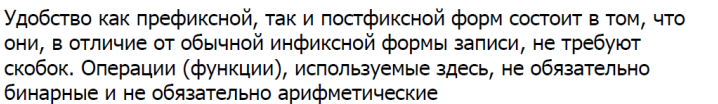 Удобство как префиксной, так и постфиксной форм состоит в том, что
они, в отличие от обычной инфиксной формы записи, не требуют
скобок. Операции (функции), используемые здесь, не обязательно
бинарные и не обязательно арифметические